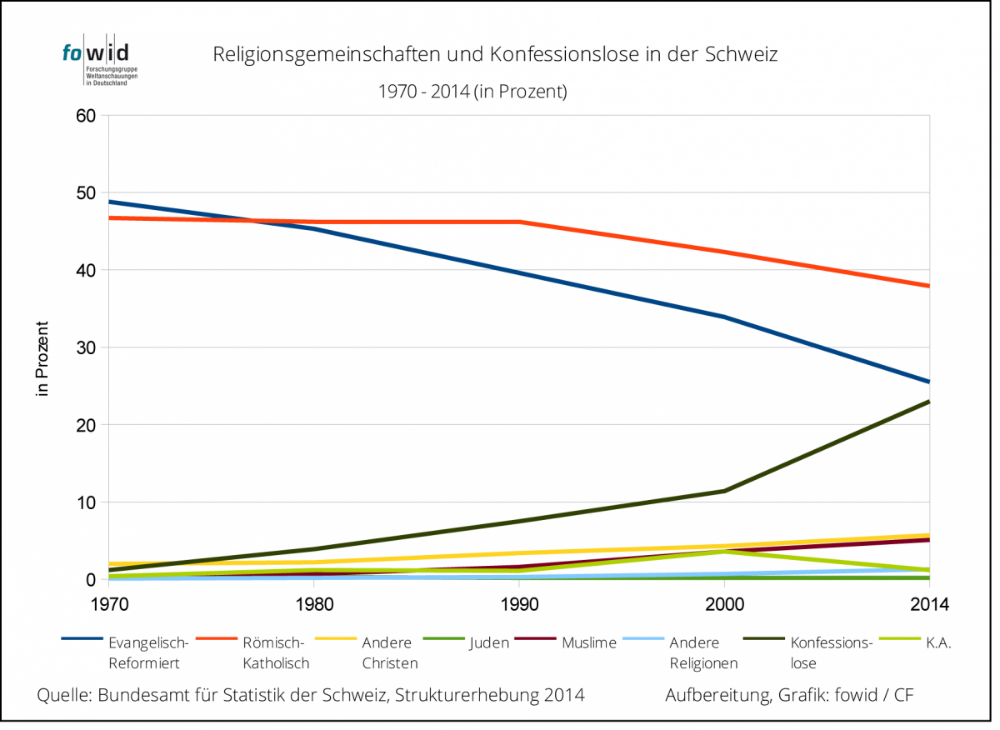 fowid
Forschungsgruppe
Weltanschauungen
in Deutschland
Religionsgemeinschaften und Konfessionslose in der Schweiz
1970 - 2014 (in Prozent)
60
50
40
30
20
10
0
in Prozent
1970 1980 1990 2000 2014
Evangelisch-
Reformiert
Römisch-
Katholisch
Andere
Christen
Juden
Muslime
Andere
Religionen
Konfessions-
lose
K.A.
Quelle: Bundesamt für Statistik der Schweiz, Strukturerhebung 2014
Aufbereitung, Grafik: fowid / CF